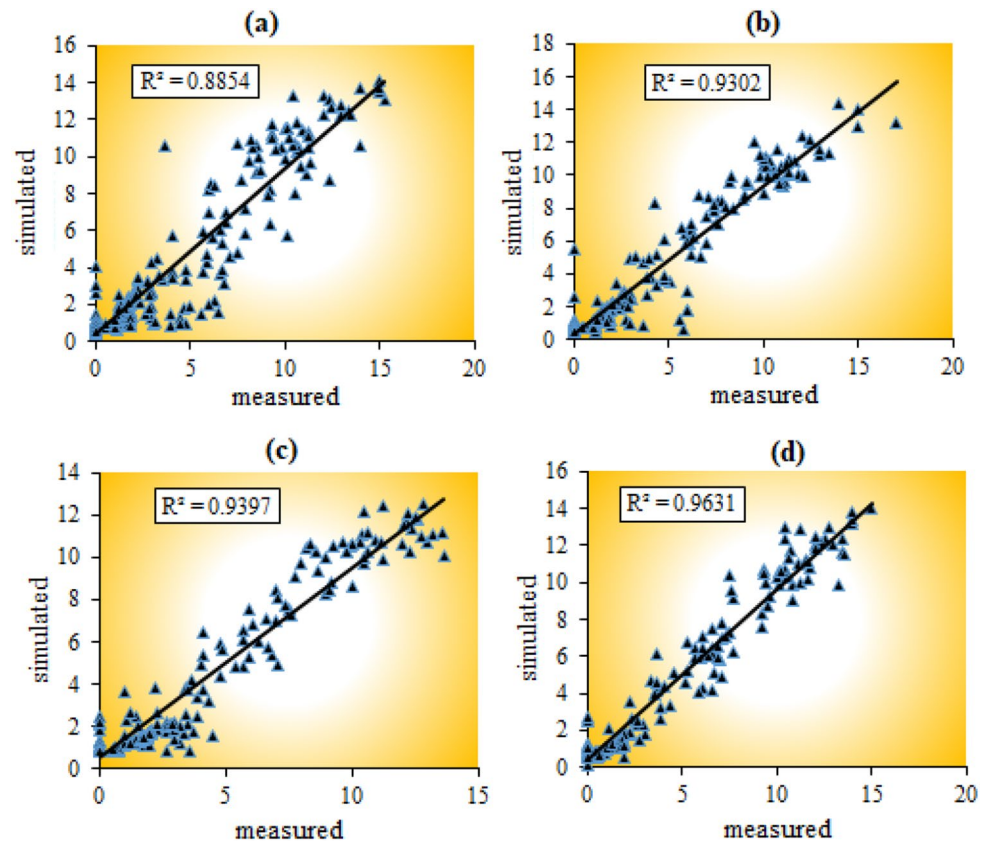 (a)
16
14
12
10
8
6
4
2
0
simulated
R² = 0.8854
0 5 10 15 20
measured
(b)
18
16
14
12
10
8
6
4
2
0
simulated
R² = 0.9302
0 5 10 15 20
measured
(c)
14
12
10
8
6
4
2
0
simulated
R² = 0.9397
0 5 10 15
measured
(d)
16
14
12
10
8
6
4
2
0
simulated
R² = 0.9631
0 5 10 15 20
measured